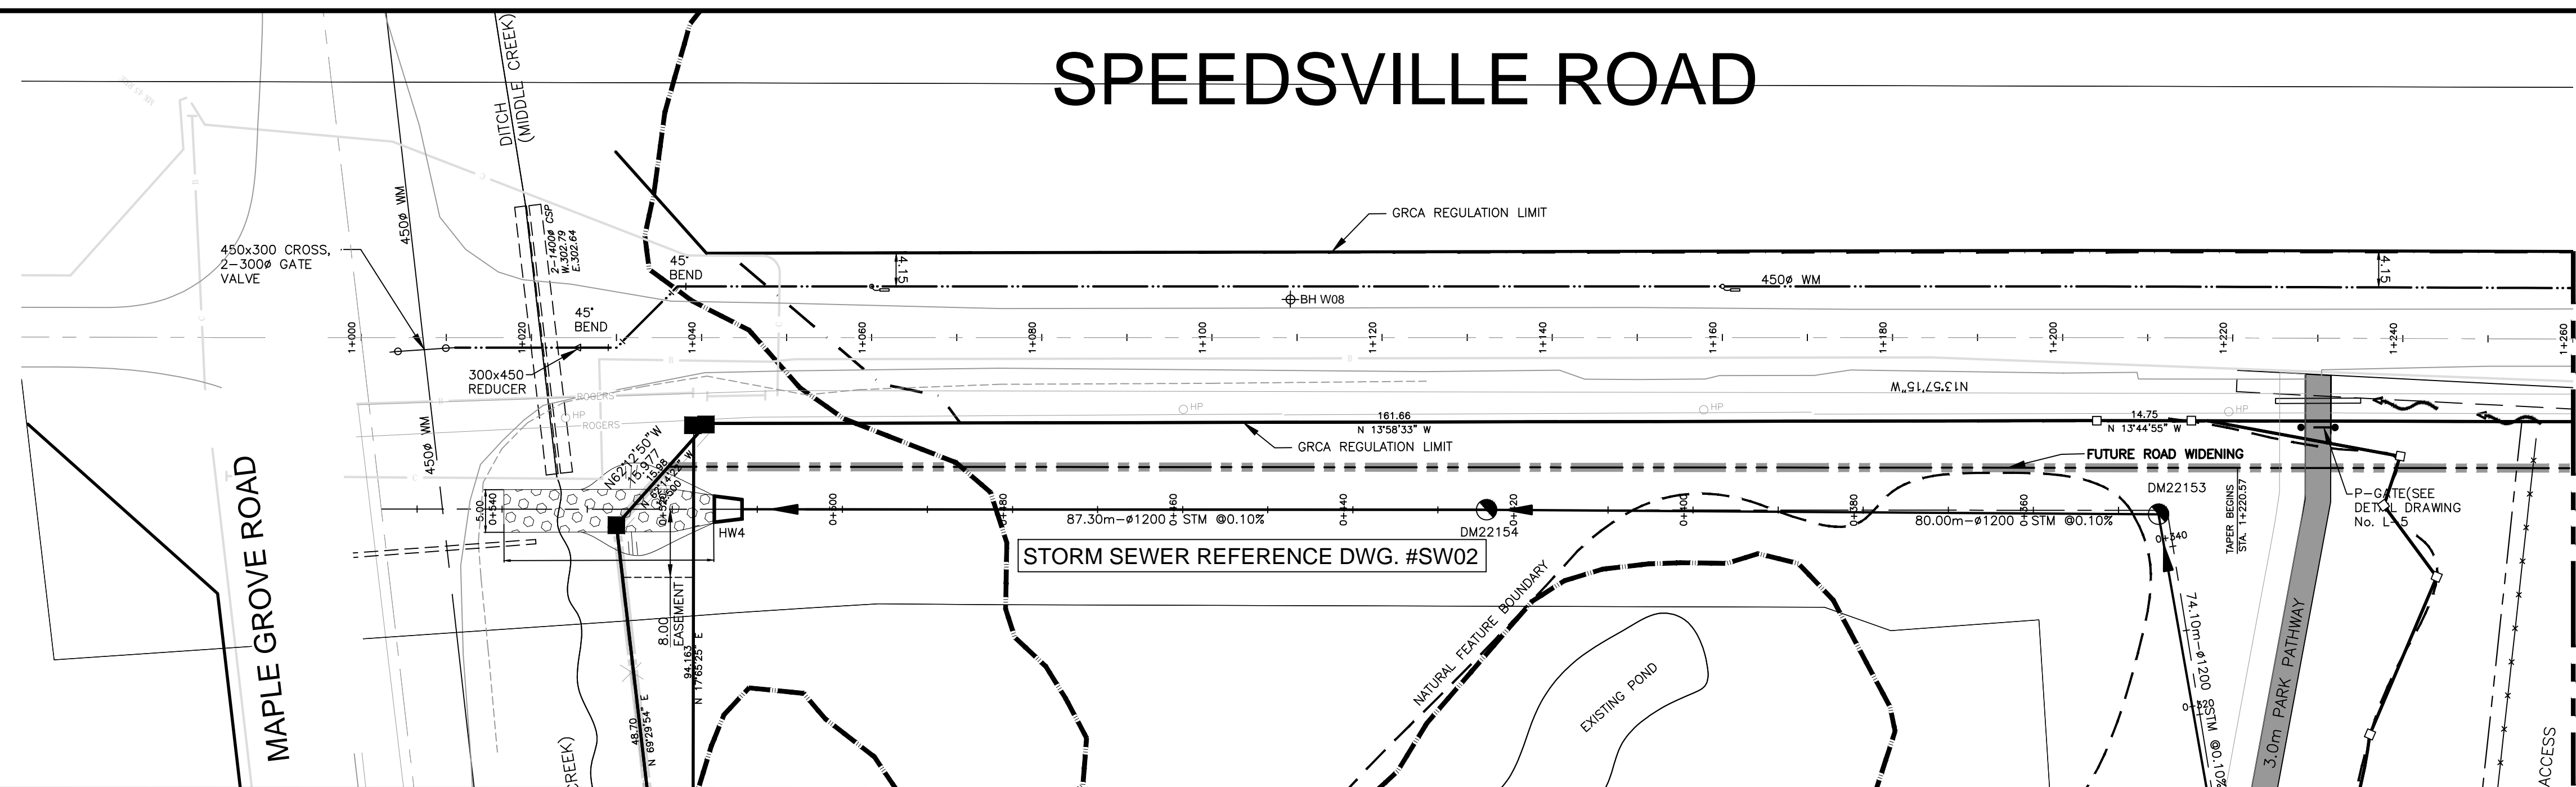 SPEEDSVILLE ROAD
DITCH
(MIDDLE CREEK)
450ø WM
450x300 CROSS,
2-300ø GATE
VALVE
2-1400ø CSP
W.302.79
E.302.64
45°
BEND
45°
BEND
4.15
GRCA REGULATION LIMIT
450ø WM
4.15
BH W08
1+000
1+020
1+040
1+060
1+080
1+100
1+120
1+140
1+160
1+180
1+200
1+220
1+240
1+260
300x450
REDUCER
B
B
B
C
C
C
ROGERS
ROGERS
HP
HP
HP
HP
N13°57'15"W
161.66
N 13°58'33" W
14.75
N 13°44'55" W
GRCA REGULATION LIMIT
FUTURE ROAD WIDENING
450ø WM
MAPLE GROVE ROAD
N62°12'50"W
15.977
15.98
5.00
0+540
HW4
0+500
0+480
0+460
0+440
0+420
0+400
0+380
0+360
0+340
87.30m-ø1200 STM @0.10%
80.00m-ø1200 STM @0.10%
DM22154
DM22153
STORM SEWER REFERENCE DWG. #SW02
TAPER BEGINS
STA. 1+220.57
P-GATE(SEE
DETAIL DRAWING
No. L-5
8.00
EASEMENT
94.163
N 17°65'25" E
48.70
N 69°29'54" E
NATURAL FEATURE BOUNDARY
EXISTING POND
74.10m-ø1200 STM @0.10%
0+320
3.0m PARK PATHWAY
ACCESS
CREEK)